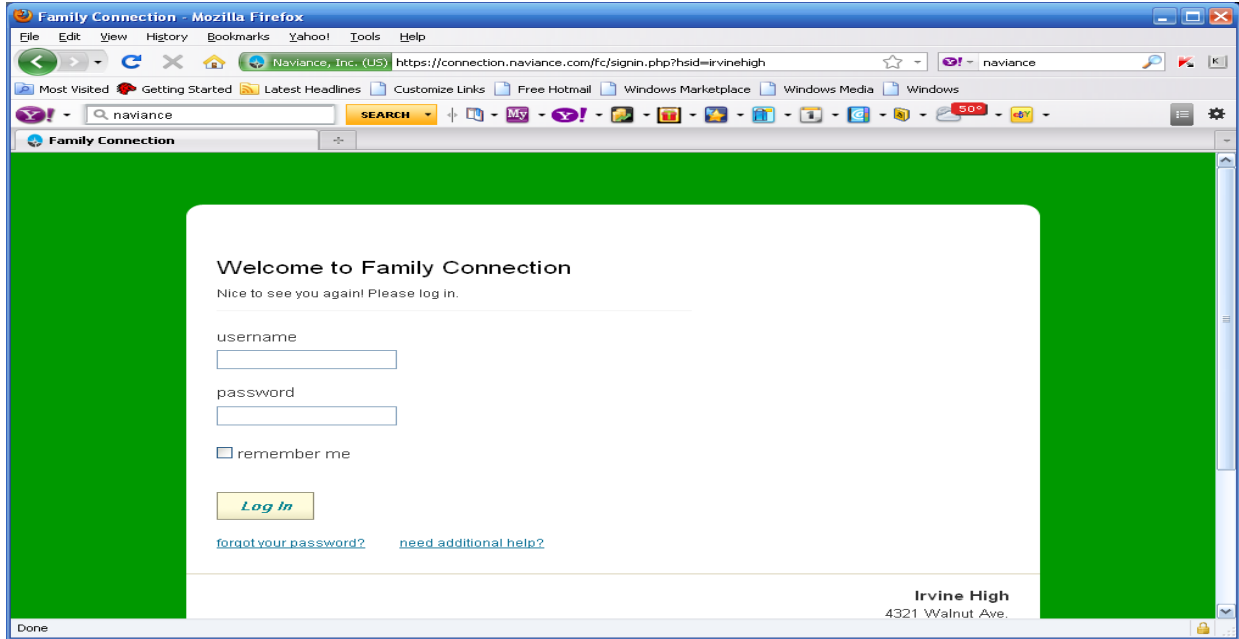 Family Connection - Mozilla Firefox
File Edit View History Bookmarks Yahoo! Tools Help
Naviance, Inc. (US) https://connection.naviance.com/fc/signin.php?hsid=irvinehigh Y! naviance K
Most Visited Getting Started Latest Headlines Customize Links Free Hotmail Windows Marketplace Windows Media Windows
Y! naviance SEARCH My Y! 50° ebY
Family Connection
Welcome to Family Connection
Nice to see you again! Please log in.
username
password
remember me
Log In
forgot your password? need additional help?
Irvine High
4321 Walnut Ave.
Done